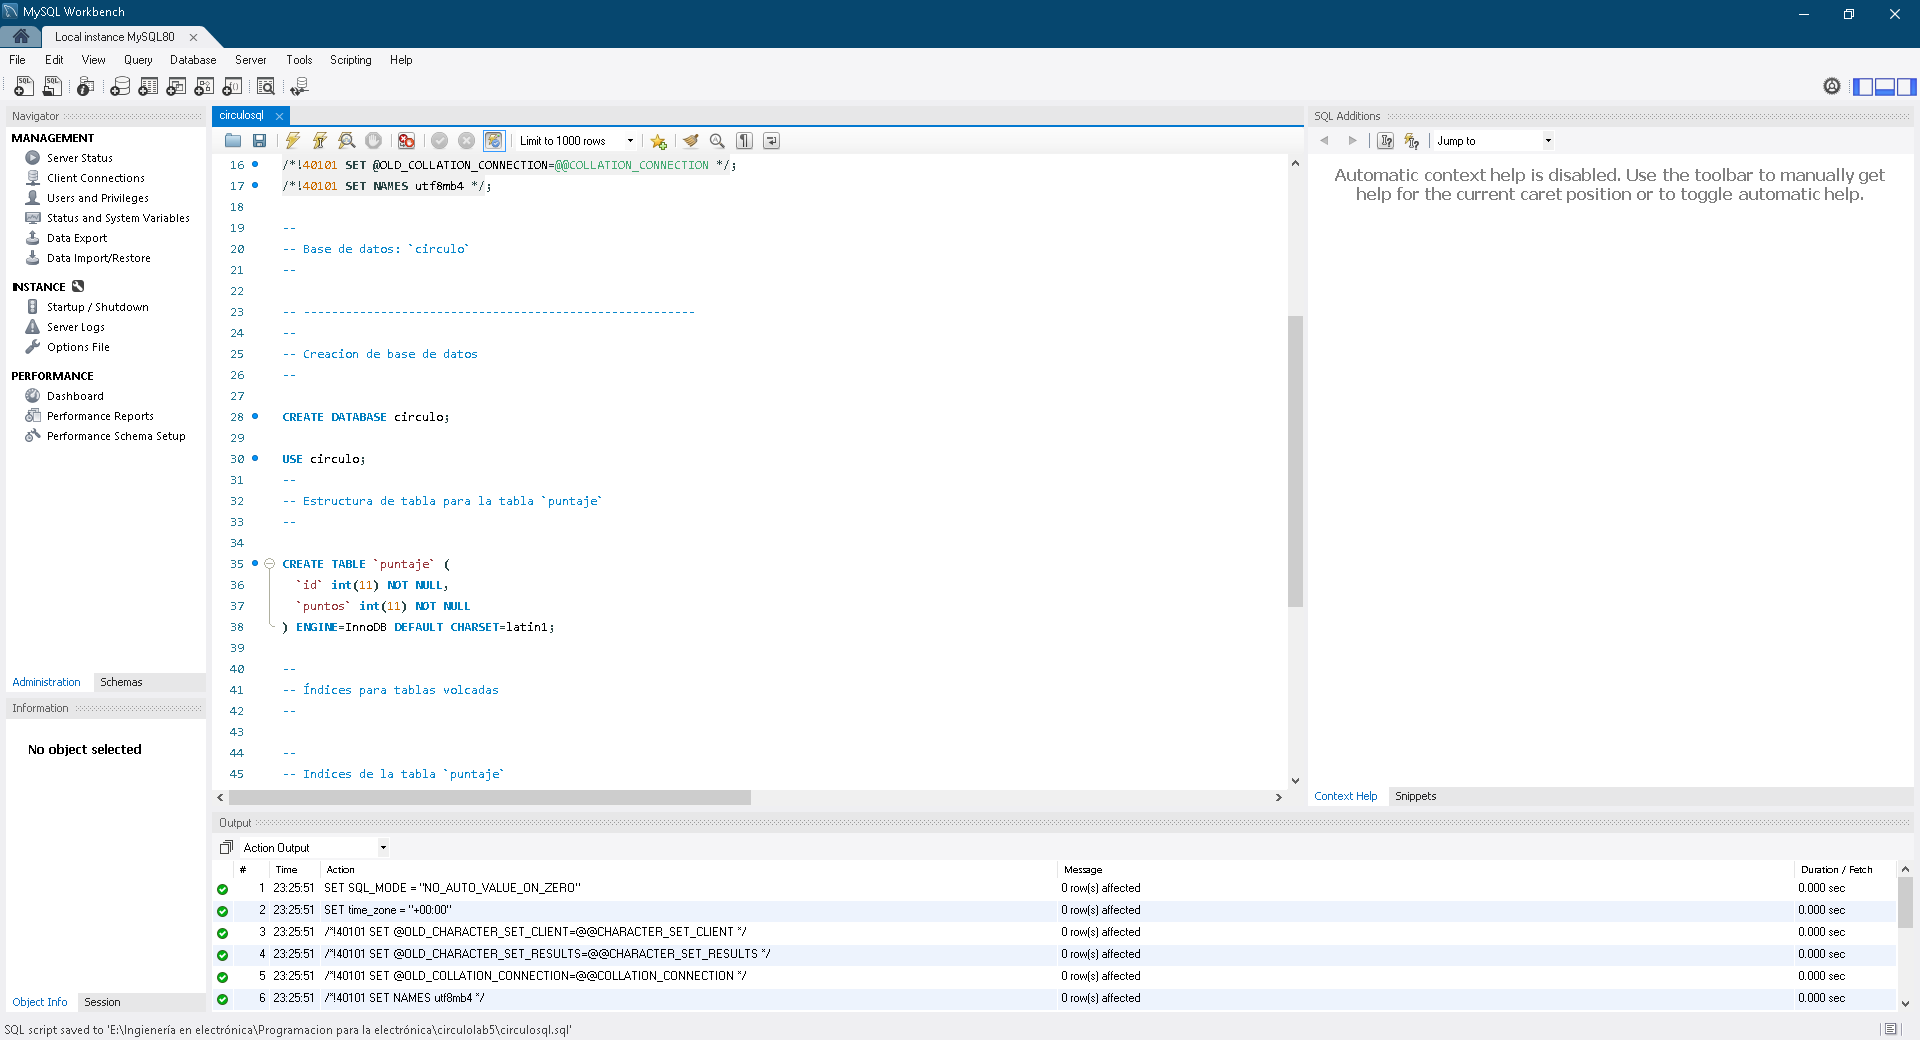 MySQL Workbench
Local instance MySQL80
File Edit View Query Database Server Tools Scripting Help
Navigator
MANAGEMENT
Server Status
Client Connections
Users and Privileges
Status and System Variables
Data Export
Data Import/Restore
INSTANCE
Startup / Shutdown
Server Logs
Options File
PERFORMANCE
Dashboard
Performance Reports
Performance Schema Setup
Administration Schemas
Information
No object selected
Object Info Session
circulosql
Limit to 1000 rows
16 /*!40101 SET @OLD_COLLATION_CONNECTION=@@COLLATION_CONNECTION */;
17 /*!40101 SET NAMES utf8mb4 */;
18
19 --
20 -- Base de datos: `circulo`
21 --
22
23 -- --------------------------------------------------------
24 --
25 -- Creacion de base de datos
26 --
27
28 CREATE DATABASE circulo;
29
30 USE circulo;
31 --
32 -- Estructura de tabla para la tabla `puntaje`
33 --
34
35 CREATE TABLE `puntaje` (
36 `id` int(11) NOT NULL,
37 `puntos` int(11) NOT NULL
38 ) ENGINE=InnoDB DEFAULT CHARSET=latin1;
39
40 --
41 -- Índices para tablas volcadas
42 --
43
44 --
45 -- Indices de la tabla `puntaje`
SQL Additions
Jump to
Automatic context help is disabled. Use the toolbar to manually get
help for the current caret position or to toggle automatic help.
Context Help Snippets
Output
Action Output
# Time Action Message Duration / Fetch
1 23:25:51 SET SQL_MODE = "NO_AUTO_VALUE_ON_ZERO" 0 row(s) affected 0.000 sec
2 23:25:51 SET time_zone = "+00:00" 0 row(s) affected 0.000 sec
3 23:25:51 /*!40101 SET @OLD_CHARACTER_SET_CLIENT=@@CHARACTER_SET_CLIENT */ 0 row(s) affected 0.000 sec
4 23:25:51 /*!40101 SET @OLD_CHARACTER_SET_RESULTS=@@CHARACTER_SET_RESULTS */ 0 row(s) affected 0.000 sec
5 23:25:51 /*!40101 SET @OLD_COLLATION_CONNECTION=@@COLLATION_CONNECTION */ 0 row(s) affected 0.000 sec
6 23:25:51 /*!40101 SET NAMES utf8mb4 */ 0 row(s) affected 0.000 sec
SQL script saved to 'E:\Ingienería en electrónica\Programacion para la electrónica\circulolab5\circulosql.sql'